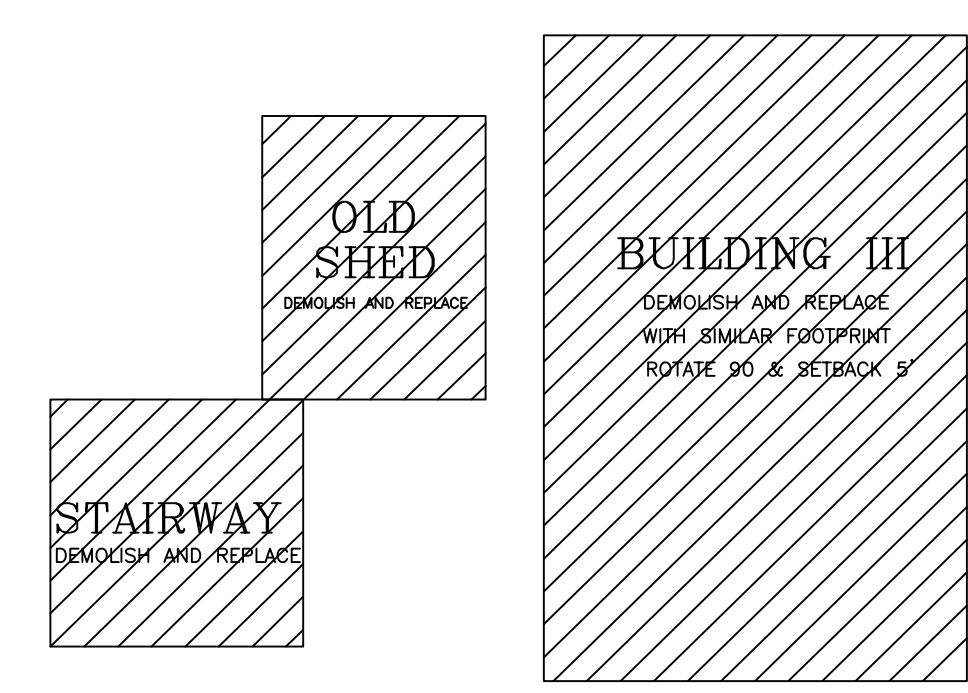 OLD
SHED
DEMOLISH AND REPLACE
BUILDING III
DEMOLISH AND REPLACE
WITH SIMILAR FOOTPRINT
ROTATE 90 & SETBACK 5'
STAIRWAY
DEMOLISH AND REPLACE